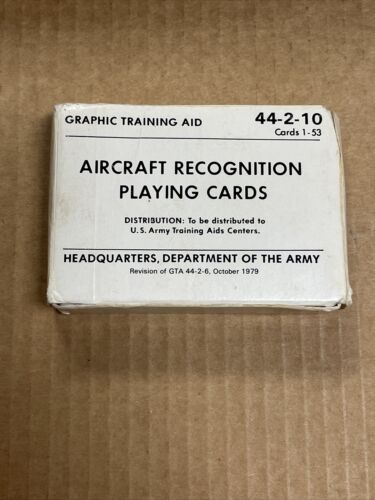 GRAPHIC TRAINING AID 44-2-10
Cards 1-53
AIRCRAFT RECOGNITION
PLAYING CARDS
DISTRIBUTION: To be distributed to
U.S. Army Training Aids Centers.
HEADQUARTERS, DEPARTMENT OF THE ARMY
Revision of GTA 44-2-6, October 1979